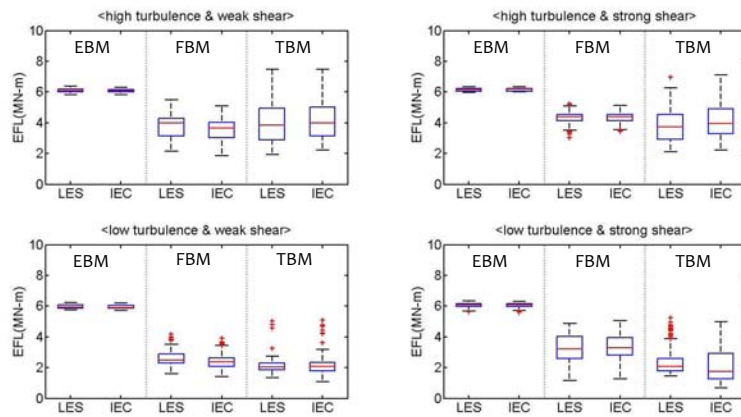 <high turbulence & weak shear>
10
8
6
4
2
0
EFL(MN-m)
EBM
FBM
TBM
LES IEC LES IEC LES IEC
<high turbulence & strong shear>
10
8
6
4
2
0
EFL(MN-m)
EBM
FBM
TBM
LES IEC LES IEC LES IEC
<low turbulence & weak shear>
10
8
6
4
2
0
EFL(MN-m)
EBM
FBM
TBM
LES IEC LES IEC LES IEC
<low turbulence & strong shear>
10
8
6
4
2
0
EFL(MN-m)
EBM
FBM
TBM
LES IEC LES IEC LES IEC